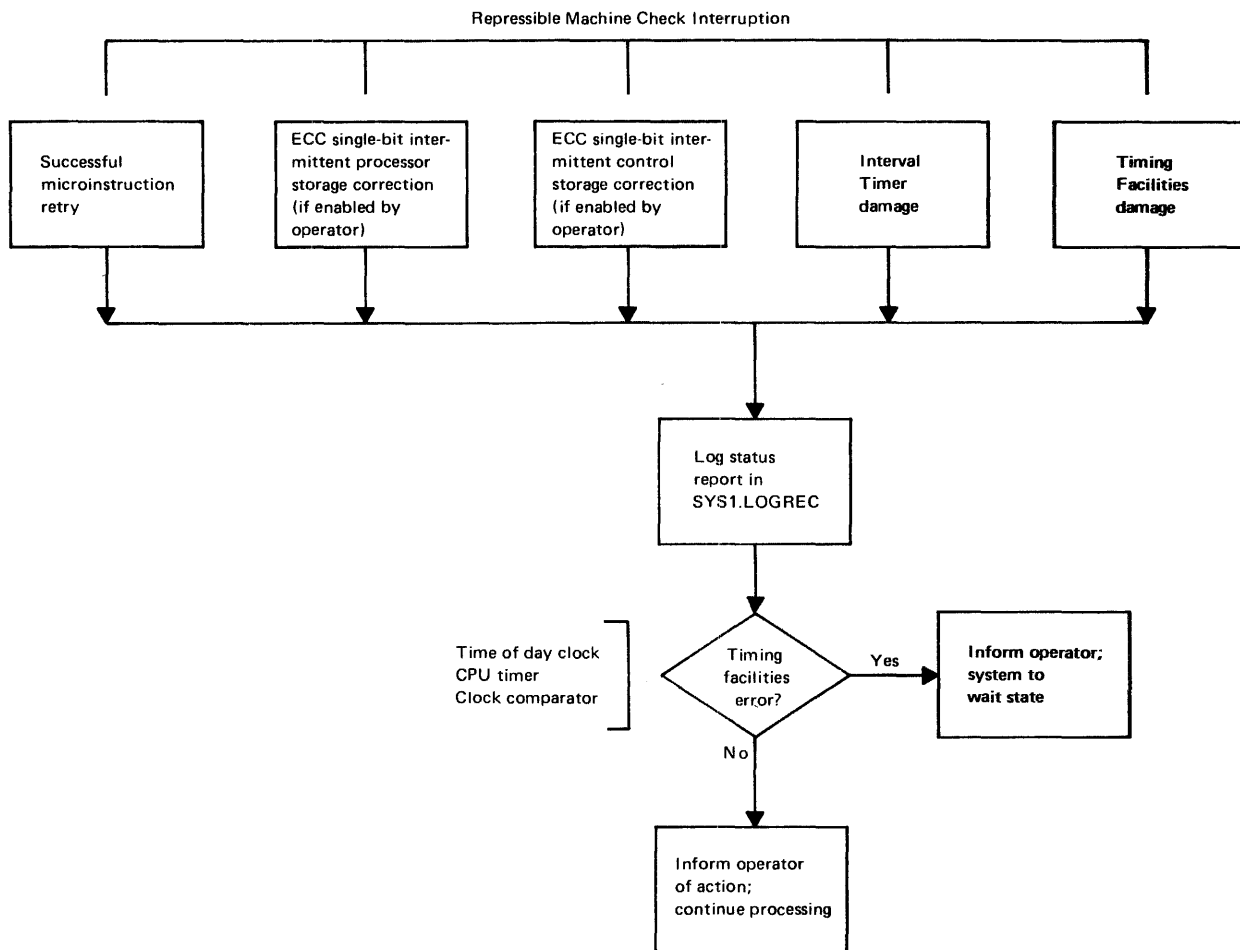 Repressible Machine Check Interruption
Successful
microinstruction
retry
ECC single-bit inter-
mittent processor
storage correction
(if enabled by
operator)
ECC single-bit inter-
mittent control
storage correction
(if enabled by
operator)
Interval
Timer
damage
Timing
Facilities
damage
Log status
report in
SYS1.LOGREC
Time of day clock
CPU timer
Clock comparator
Timing
facilities
error?
Yes
Inform operator;
system to
wait state
No
Inform operator
of action;
continue processing